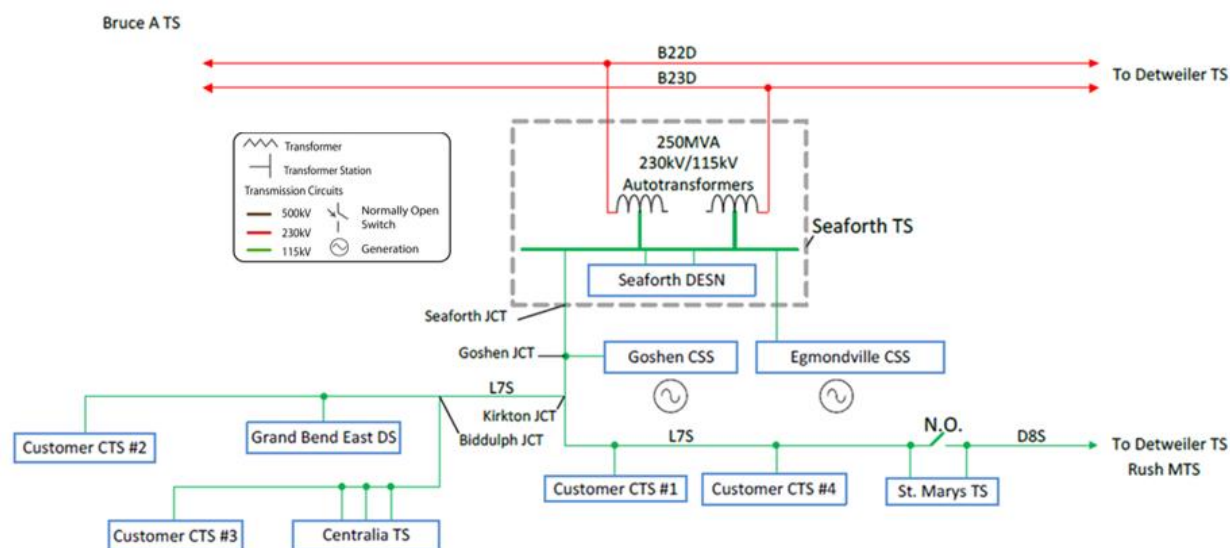 Bruce A TS
B22D
B23D
To Detweiler TS
250MVA
230kV/115kV
Autotransformers
Seaforth TS
Transformer
Transformer Station
Transmission Circuits
500kV
230kV
115kV
Normally Open
Switch
Generation
Seaforth DESN
Seaforth JCT
Goshen JCT
Goshen CSS
Egmondville CSS
L7S
Kirkton JCT
Biddulph JCT
Customer CTS #2
Grand Bend East DS
L7S
N.O.
D8S
To Detweiler TS
Rush MTS
Customer CTS #1
Customer CTS #4
St. Marys TS
Customer CTS #3
Centralia TS